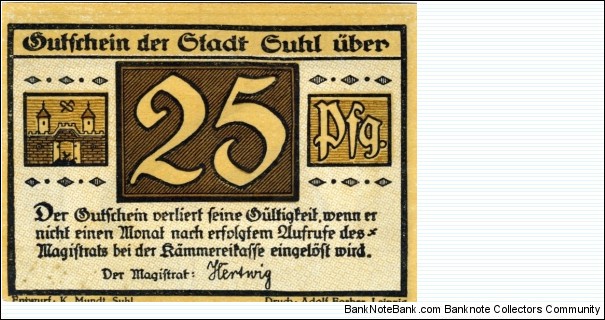 Gutschein der Stadt Suhl über
25
Pfg.
Der Gutschein verliert seine Gültigkeit, wenn er
nicht einen Monat nach erfolgtem Aufrufe des
Magistrats bei der Kämmereikasse eingelöst wird.
Der Magistrat: Hertwig
Entwurf: K. Mundt, Suhl. Druck: Adolf Leipzig
www.BankNoteBank.com Banknote Collectors Community